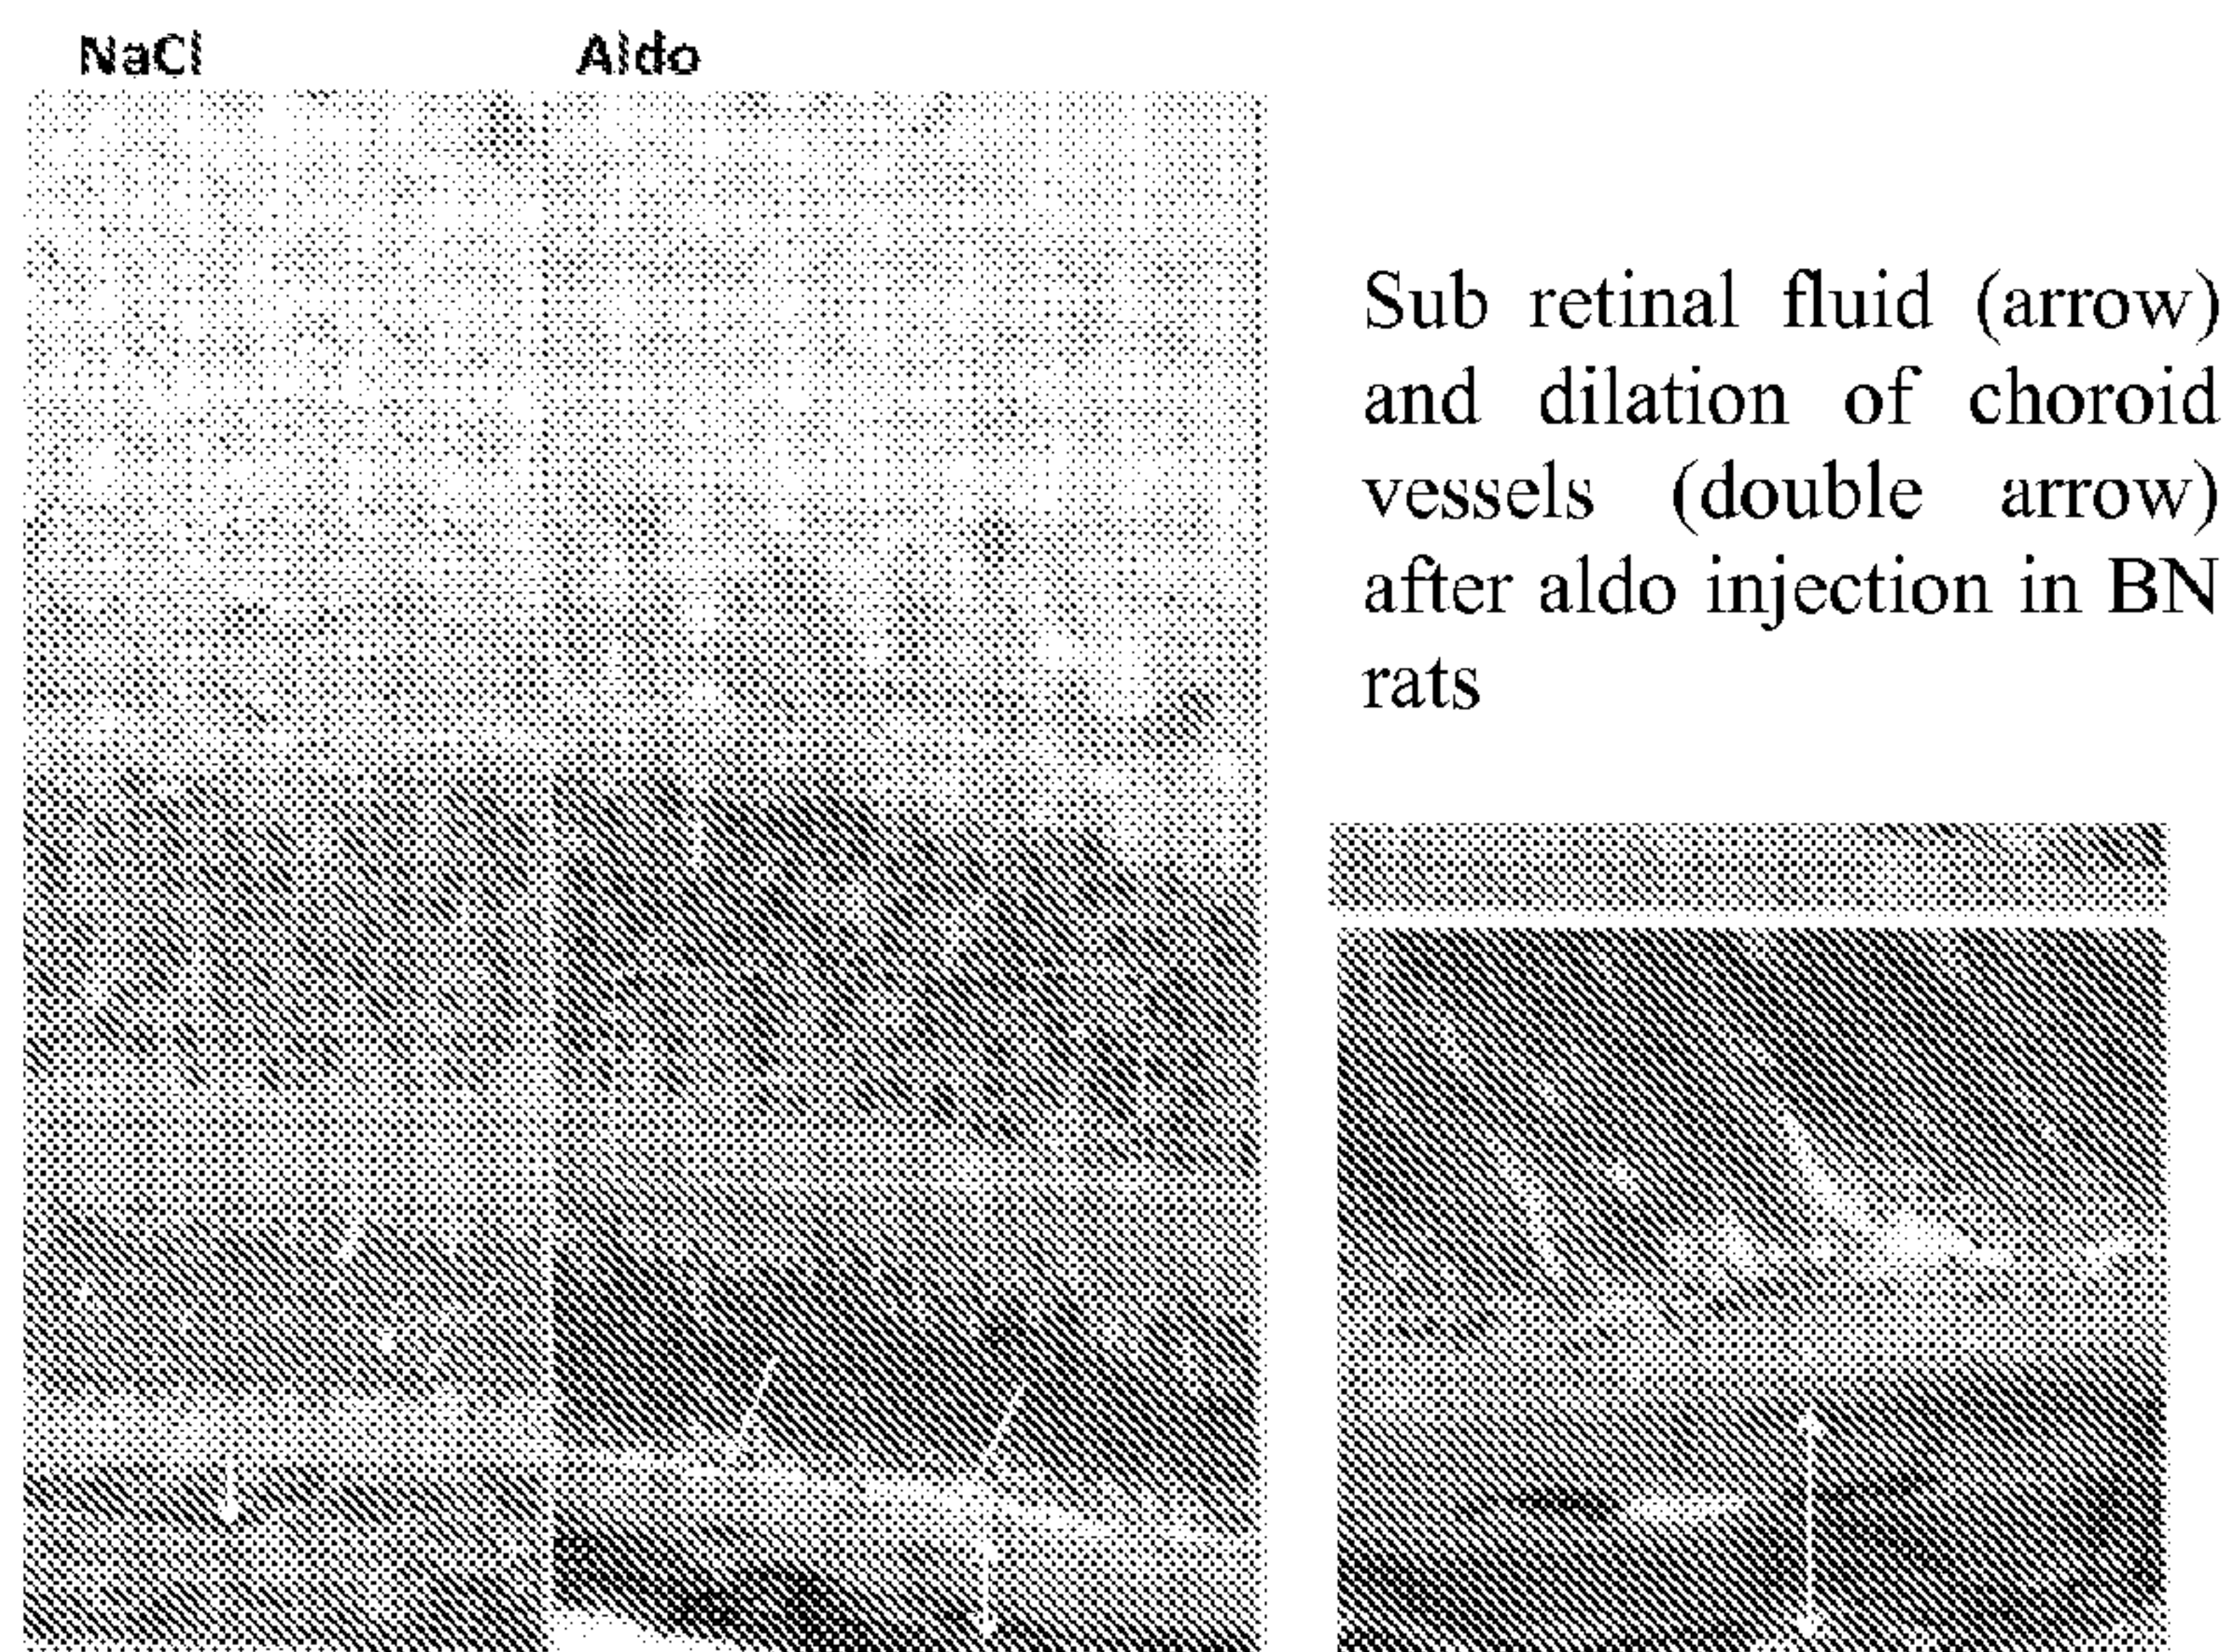 NaCl Aldo
Sub retinal fluid (arrow)
and dilation of choroid
vessels (double arrow)
after aldo injection in BN
rats